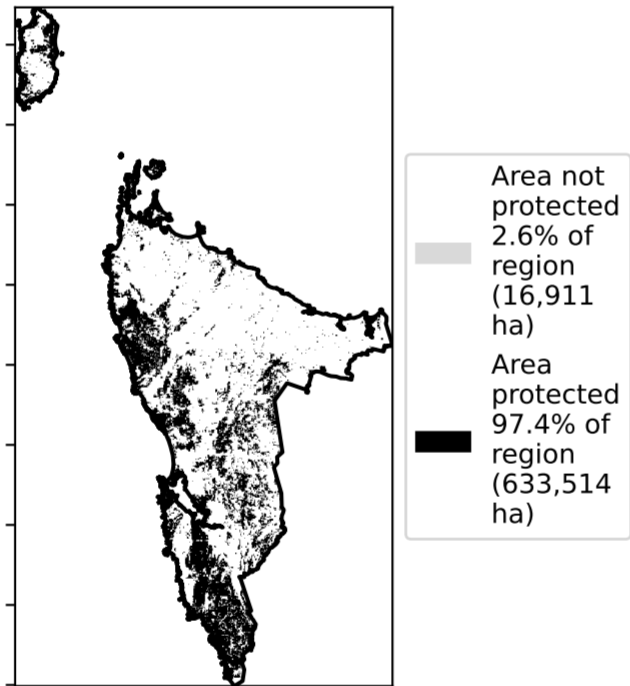 Area not
protected
2.6% of
region
(16,911
ha)
Area
protected
97.4% of
region
(633,514
ha)